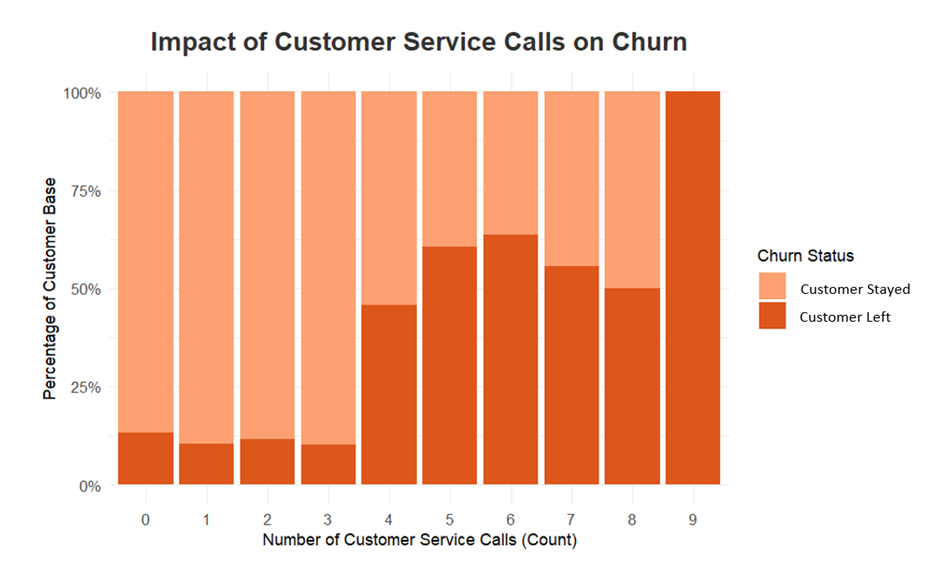 Impact of Customer Service Calls on Churn
100%
75%
50%
25%
0%
Percentage of Customer Base
0 1 2 3 4 5 6 7 8 9
Number of Customer Service Calls (Count)
Churn Status
Customer Stayed
Customer Left